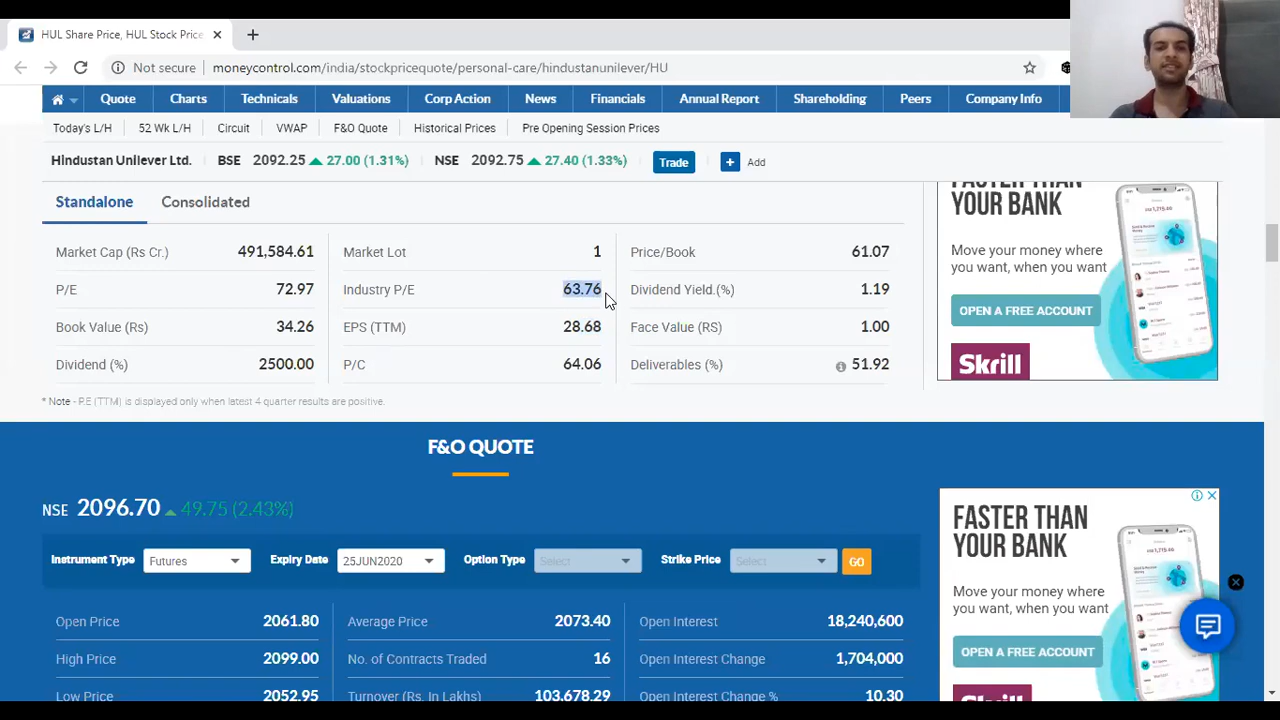 HUL Share Price, HUL Stock Price
Not secure moneycontrol.com/india/stockpricequote/personal-care/hindustanunilever/HU
Quote Charts Technicals Valuations Corp Action News Financials Annual Report Shareholding Peers Company Info
Today's L/H 52 Wk L/H Circuit VWAP F&O Quote Historical Prices Pre Opening Session Prices
Hindustan Unilever Ltd. BSE 2092.25 27.00 (1.31%) NSE 2092.75 27.40 (1.33%) Trade + Add
Standalone Consolidated
Market Cap (Rs Cr.) 491,584.61 Market Lot 1 Price/Book 61.07
P/E 72.97 Industry P/E 63.76 Dividend Yield.(%) 1.19
Book Value (Rs) 34.26 EPS (TTM) 28.68 Face Value (RS) 1.00
Dividend (%) 2500.00 P/C 64.06 Deliverables (%) 51.92
* Note - P.E (TTM) is displayed only when latest 4 quarter results are positive.
FASTER THAN
YOUR BANK
Move your money where
you want, when you want
OPEN A FREE ACCOUNT
Skrill
F&O QUOTE
NSE 2096.70 49.75 (2.43%)
Instrument Type Futures Expiry Date 25JUN2020 Option Type Select Strike Price Select GO
Open Price 2061.80 Average Price 2073.40 Open Interest 18,240,600
High Price 2099.00 No. of Contracts Traded 16 Open Interest Change 1,704,000
Low Price 2052.95 Turnover (Rs. In Lakhs) 103,678.29 Open Interest Change % 10.30
FASTER THAN
YOUR BANK
Move your money where
you want, when you want
OPEN A FREE ACCOUNT
Skrill